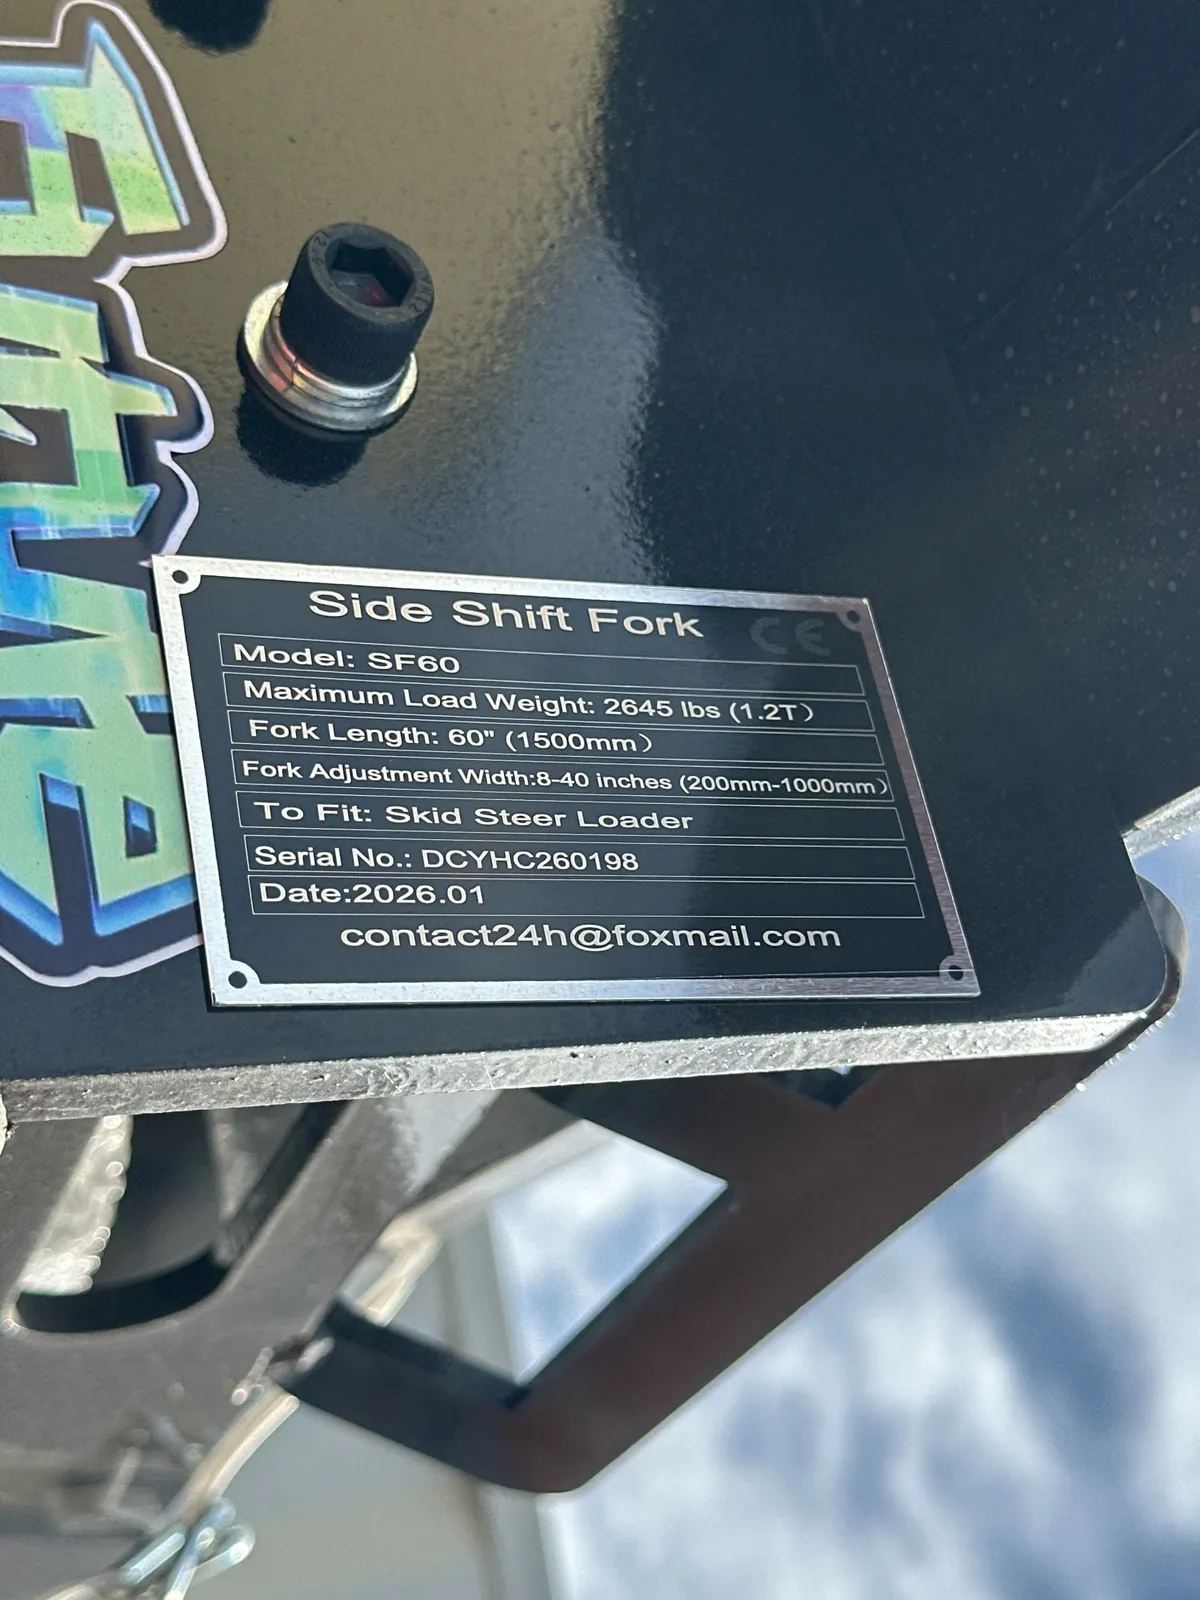 Side Shift Fork CE
Model: SF60
Maximum Load Weight: 2645 lbs (1.2T)
Fork Length: 60" (1500mm)
Fork Adjustment Width:8-40 inches (200mm-1000mm)
To Fit: Skid Steer Loader
Serial No.: DCYHC260198
Date:2026.01
contact24h@foxmail.com